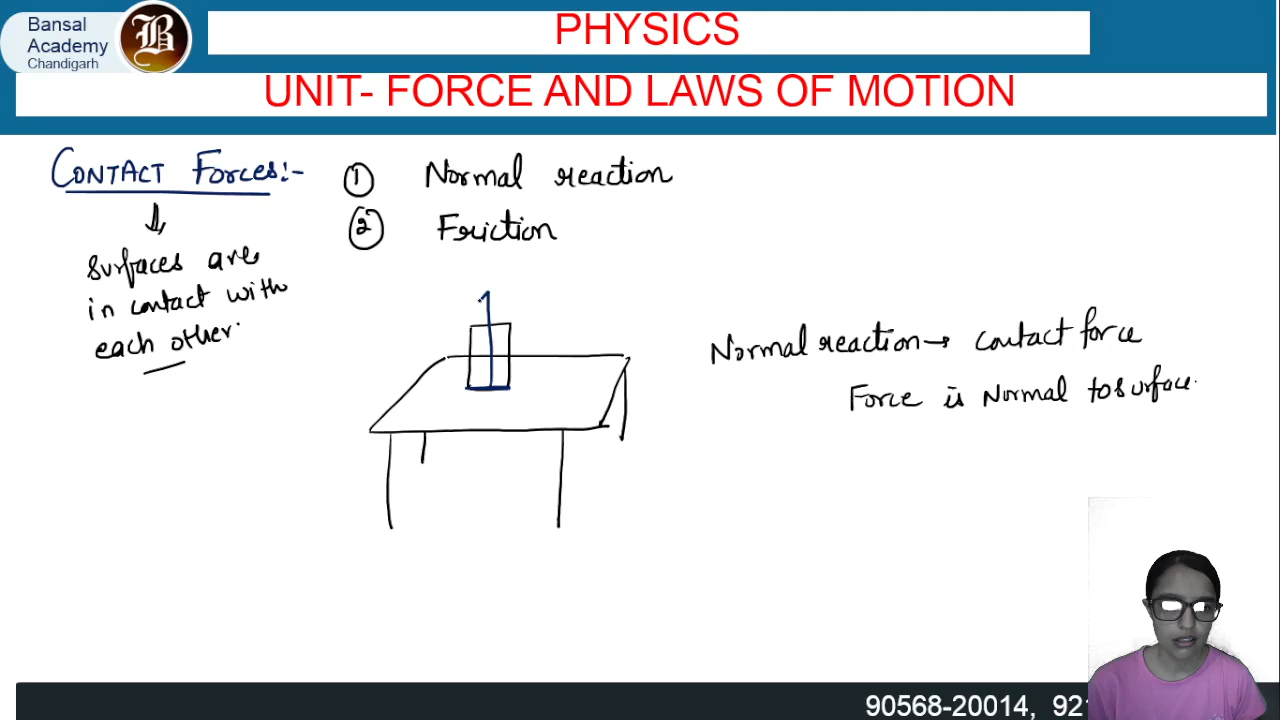 Bansal
Academy
Chandigarh
B
PHYSICS
UNIT- FORCE AND LAWS OF MOTION
CONTACT Forces:-
① Normal reaction
② Friction
surfaces are
in contact with
each other.
Normal reaction → contact force
Force is Normal to surface.
90568-20014, 92